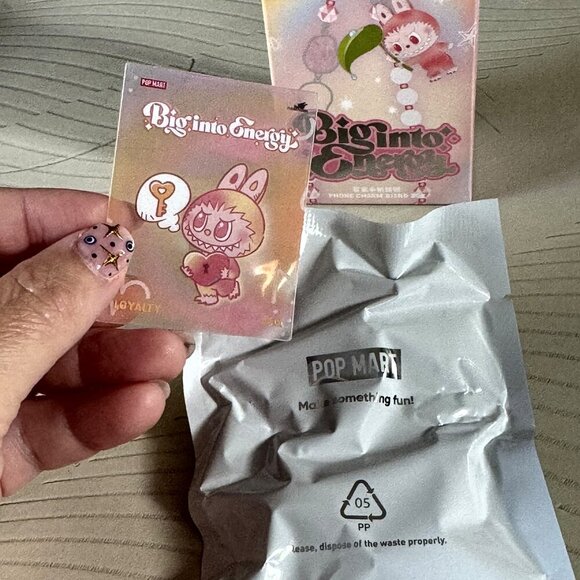 POP MART
Big into Energy
LOYALTY
Big into
Energy
PHONE CHARM BLIND BOX
POP MART
Make something fun!
05
PP
Please, dispose of the waste properly.